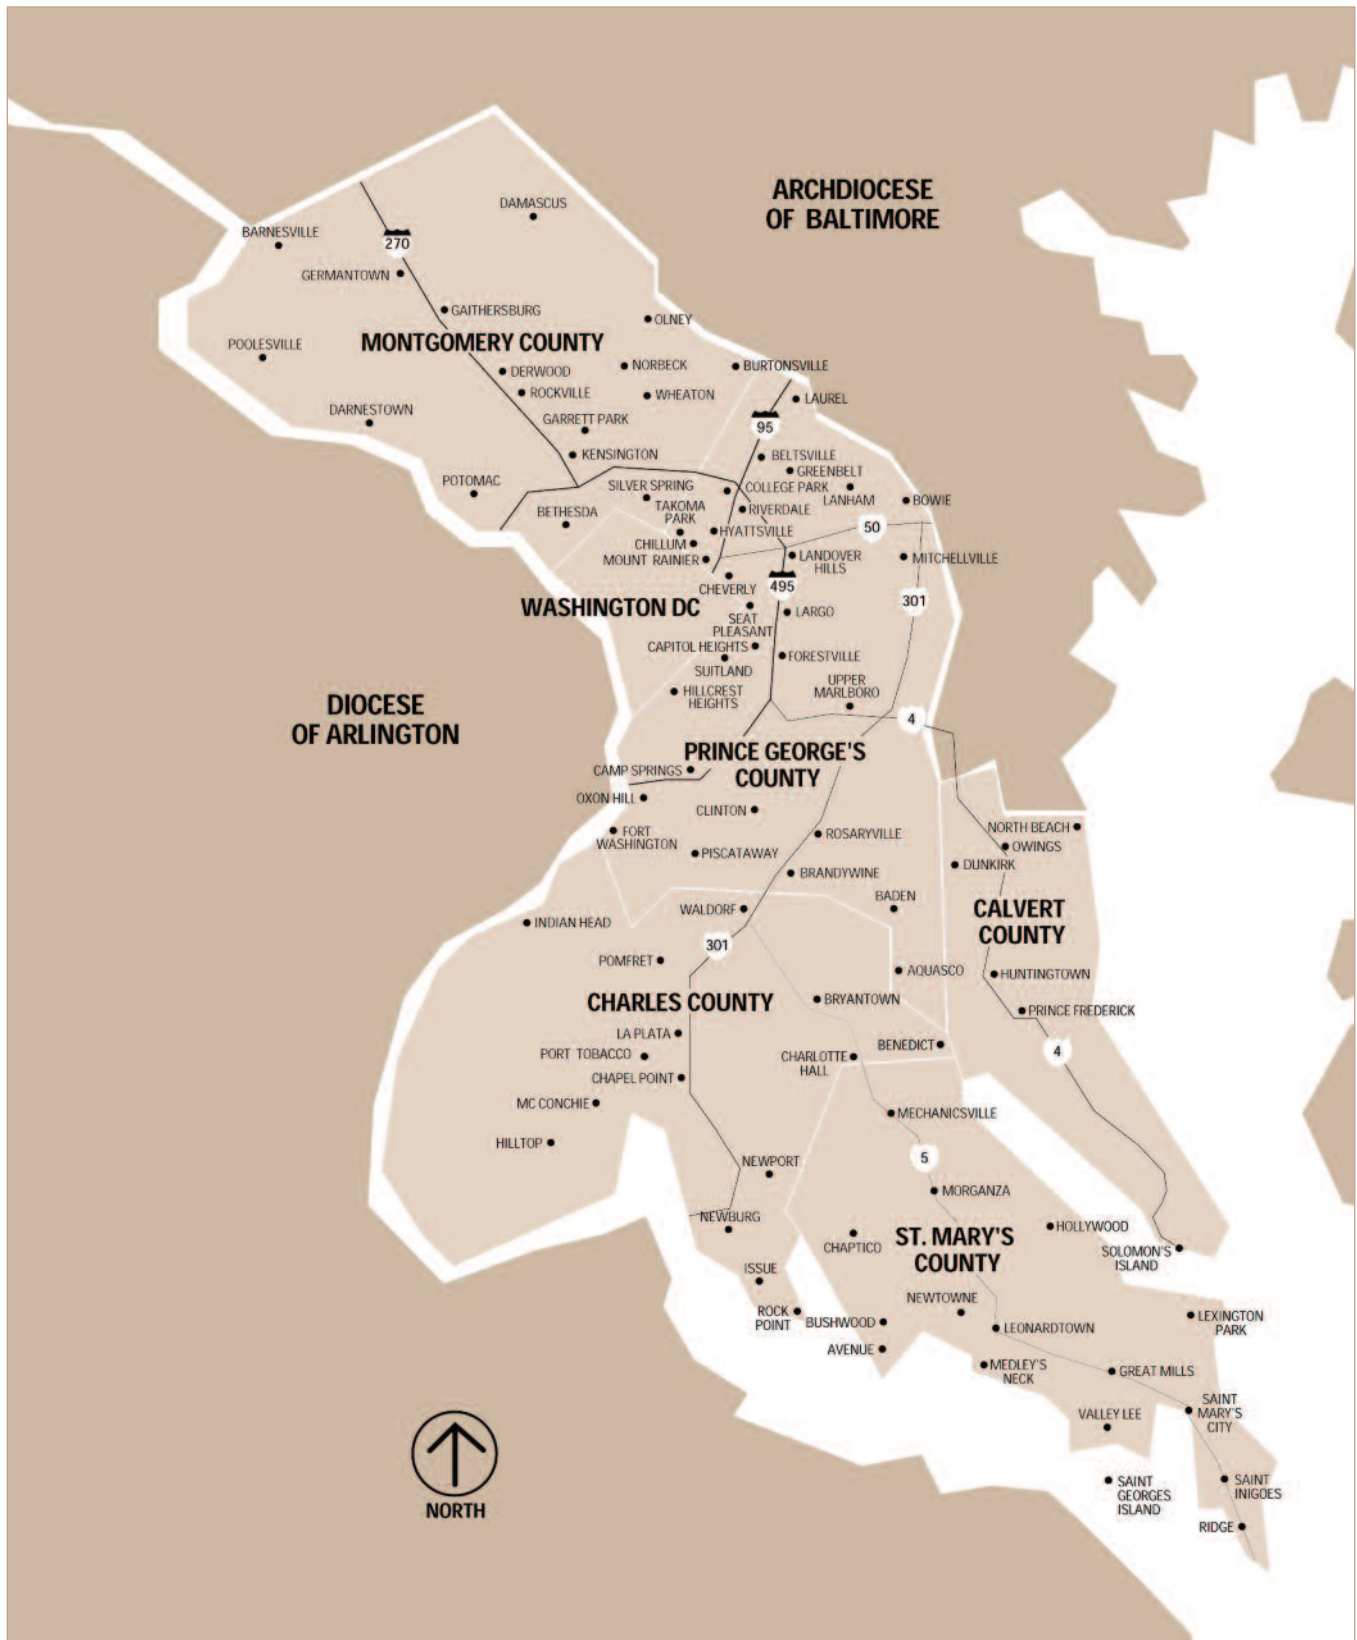 ARCHDIOCESE
OF BALTIMORE
DAMASCUS
BARNESVILLE
270
GERMANTOWN
GAITHERSBURG
OLNEY
MONTGOMERY COUNTY
POOLESVILLE
NORBECK
BURTONSVILLE
DERWOOD
ROCKVILLE
WHEATON
LAUREL
DARNESTOWN
GARRETT PARK
95
KENSINGTON
BELTSVILLE
GREENBELT
POTOMAC
SILVER SPRING
COLLEGE PARK
LANHAM
BOWIE
BETHESDA
TAKOMA
PARK
RIVERDALE
HYATTSVILLE
50
CHILLUM
MOUNT RAINIER
LANDOVER
HILLS
MITCHELLVILLE
CHEVERLY
495
301
WASHINGTON DC
LARGO
SEAT
PLEASANT
CAPITOL HEIGHTS
SUITLAND
FORESTVILLE
HILLCREST
HEIGHTS
UPPER
MARLBORO
DIOCESE
OF ARLINGTON
4
PRINCE GEORGE'S
COUNTY
CAMP SPRINGS
OXON HILL
CLINTON
FORT
WASHINGTON
ROSARYVILLE
NORTH BEACH
OWINGS
PISCATAWAY
DUNKIRK
BRANDYWINE
BADEN
WALDORF
CALVERT
COUNTY
INDIAN HEAD
301
POMFRET
AQUASCO
HUNTINGTOWN
CHARLES COUNTY
BRYANTOWN
PRINCE FREDERICK
LA PLATA
BENEDICT
4
PORT TOBACCO
CHARLOTTE
HALL
CHAPEL POINT
MC CONCHIE
MECHANICSVILLE
HILLTOP
5
NEWPORT
MORGANZA
NEWBURG
HOLLYWOOD
CHAPTICO
ST. MARY'S
COUNTY
SOLOMON'S
ISLAND
ISSUE
NEWTOWNE
ROCK
POINT
BUSHWOOD
LEXINGTON
PARK
LEONARDTOWN
AVENUE
MEDLEY'S
NECK
GREAT MILLS
SAINT
MARY'S
CITY
VALLEY LEE
SAINT
GEORGES
ISLAND
SAINT
INIGOES
NORTH
RIDGE